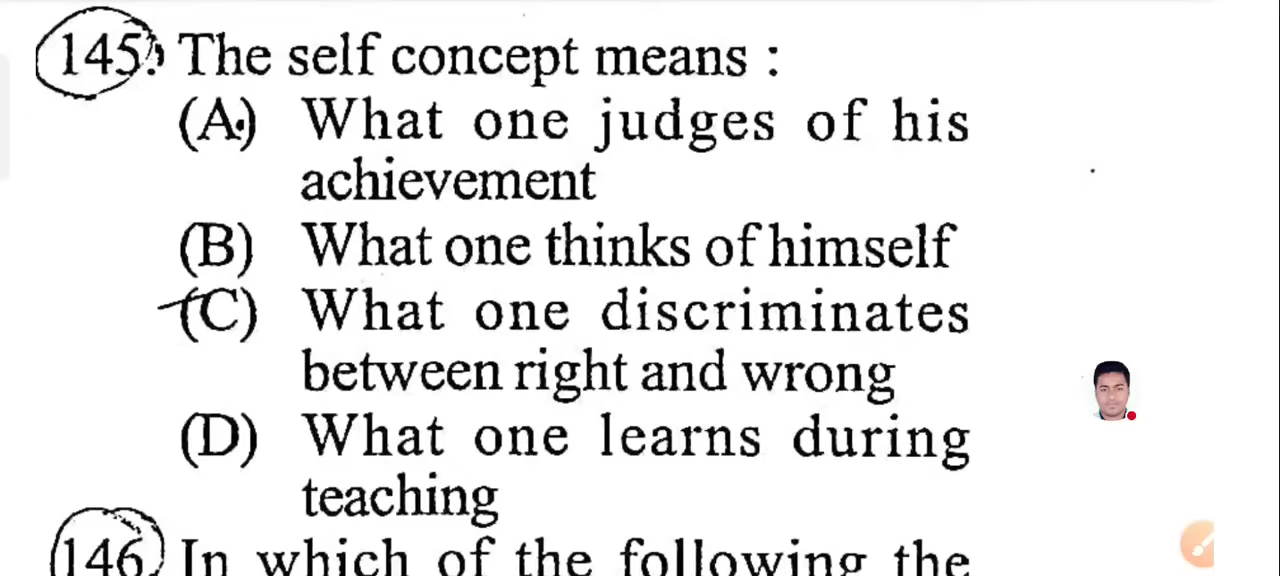 145. The self concept means :
(A) What one judges of his
achievement
(B) What one thinks of himself
(C) What one discriminates
between right and wrong
(D) What one learns during
teaching
146 In which of the following the